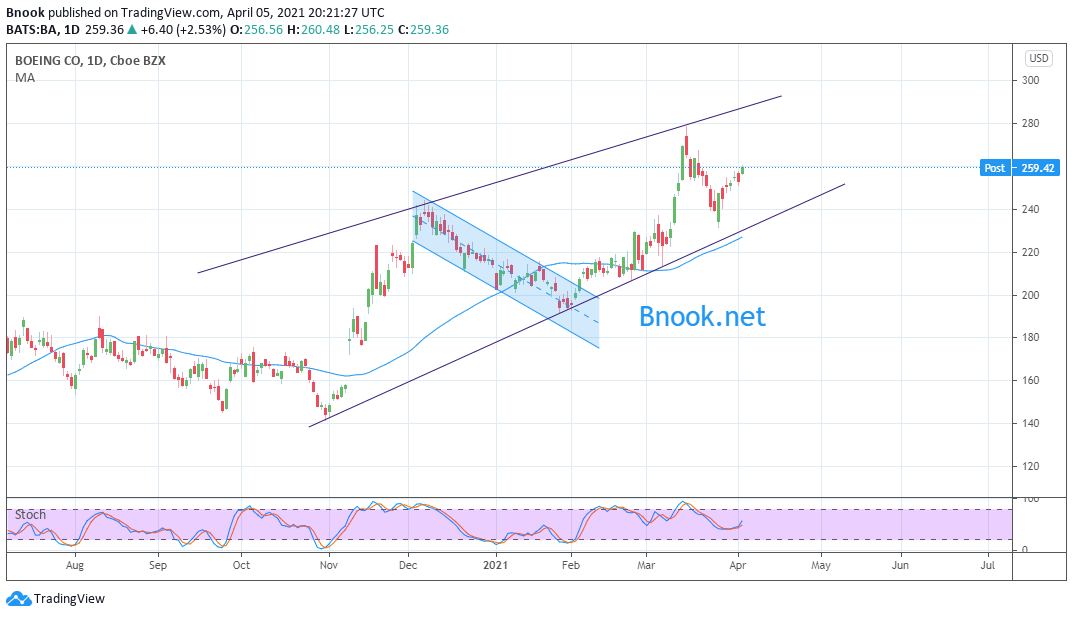 Bnook published on TradingView.com, April 05, 2021 20:21:27 UTC
BATS:BA, 1D 259.36 ▲ +6.40 (+2.53%) O:256.56 H:260.48 L:256.25 C:259.36
BOEING CO, 1D, Cboe BZX
MA
USD
300
280
Post 259.42
240
220
200
180
160
140
120
Bnook.net
Stoch
100
0
Aug Sep Oct Nov Dec 2021 Feb Mar Apr May Jun Jul
TradingView